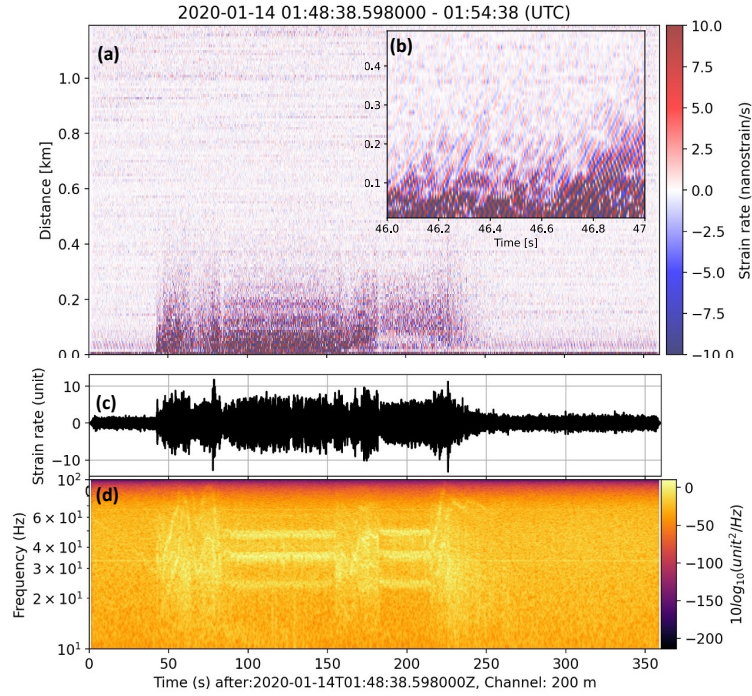 2020-01-14 01:48:38.598000 - 01:54:38 (UTC)
(a)
(b)
1.0
0.8
0.6
0.4
0.2
0.0
Distance [km]
0.4
0.3
0.2
0.1
46.0 46.2 46.4 46.6 46.8 47
Time [s]
10.0
7.5
5.0
2.5
0.0
−2.5
−5.0
−7.5
−10.0
Strain rate (nanostrain/s)
(c)
10
0
−10
Strain rate (unit)
(d)
10²
6 × 10¹
4 × 10¹
3 × 10¹
2 × 10¹
10¹
Frequency (Hz)
0
−50
−100
−150
−200
10log₁₀(unit²/Hz)
0 50 100 150 200 250 300 350
Time (s) after:2020-01-14T01:48:38.598000Z, Channel: 200 m